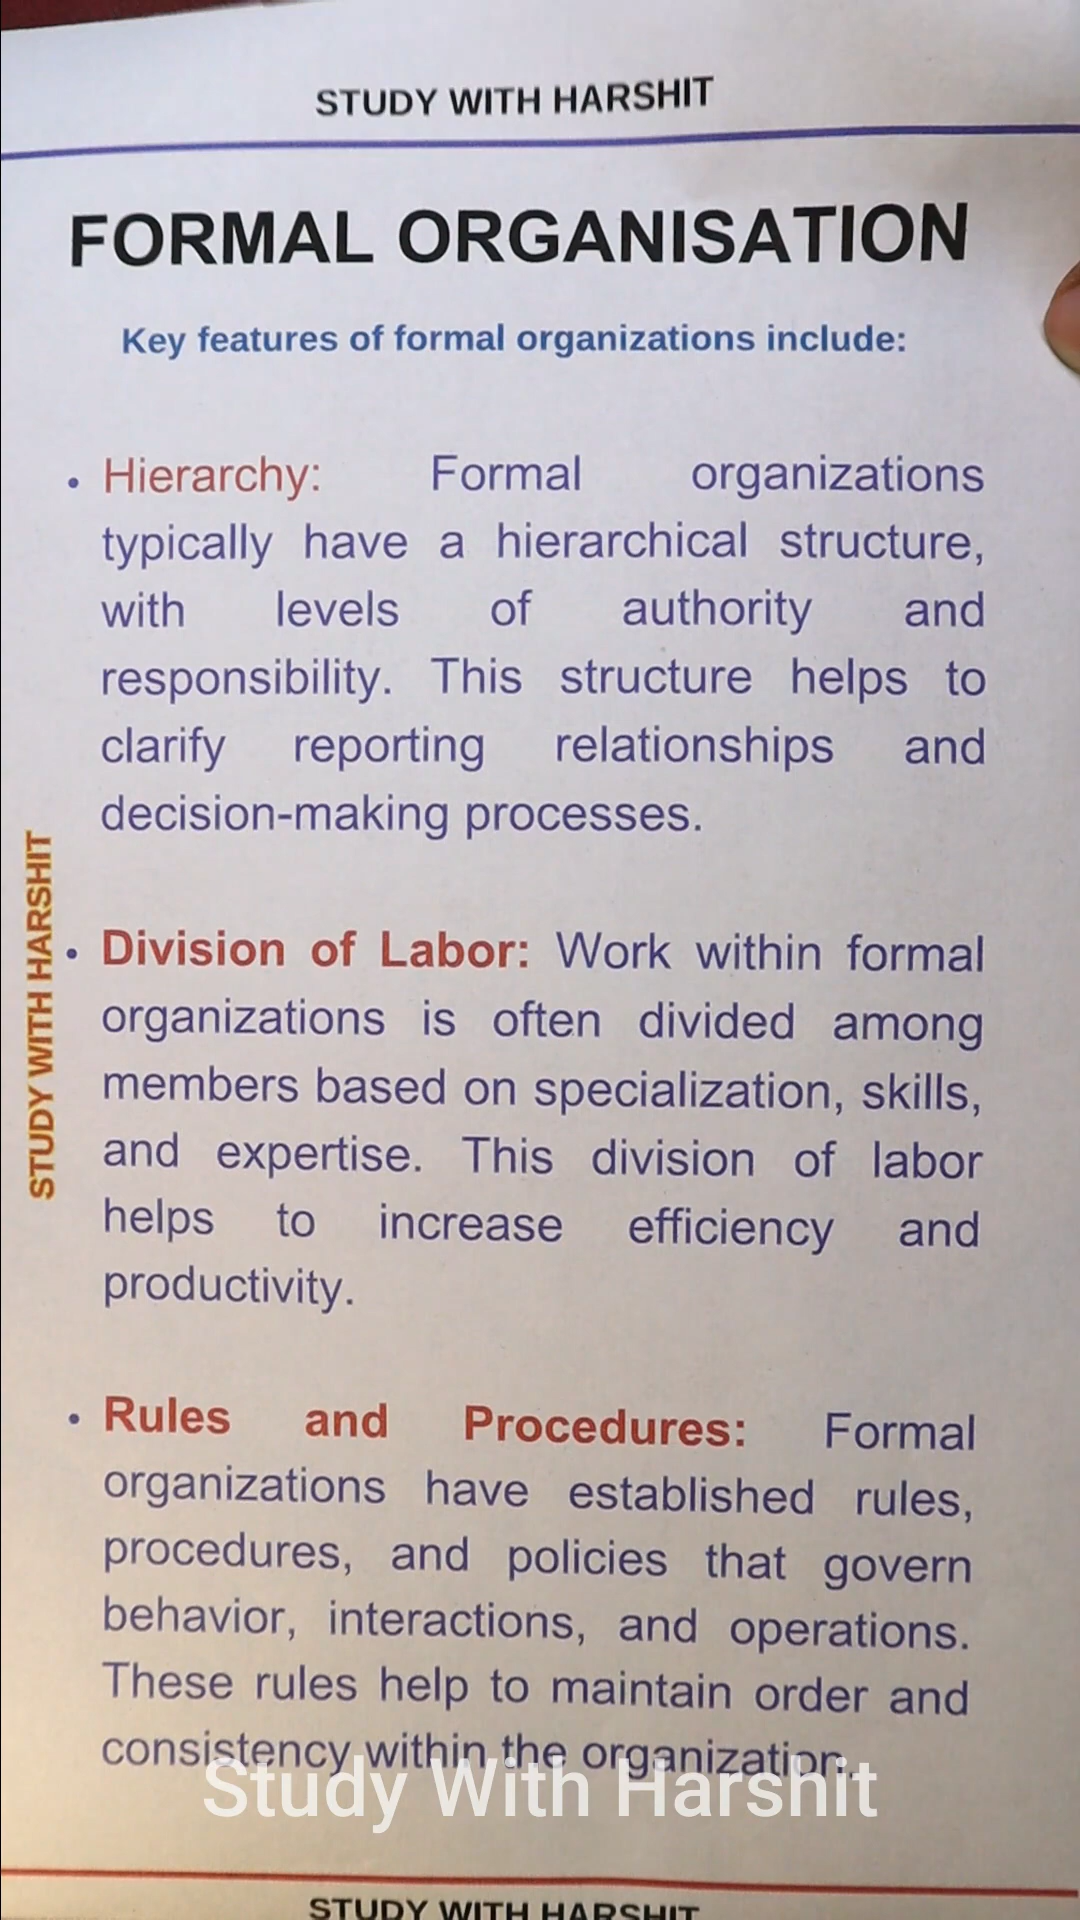 STUDY WITH HARSHIT
FORMAL ORGANISATION
Key features of formal organizations include:
• Hierarchy: Formal organizations
typically have a hierarchical structure,
with levels of authority and
responsibility. This structure helps to
clarify reporting relationships and
decision-making processes.
STUDY WITH HARSHIT
• Division of Labor: Work within formal
organizations is often divided among
members based on specialization, skills,
and expertise. This division of labor
helps to increase efficiency and
productivity.
• Rules and Procedures: Formal
organizations have established rules,
procedures, and policies that govern
behavior, interactions, and operations.
These rules help to maintain order and
consistency within the organization.
Study With Harshit
STUDY WITH HARSHIT